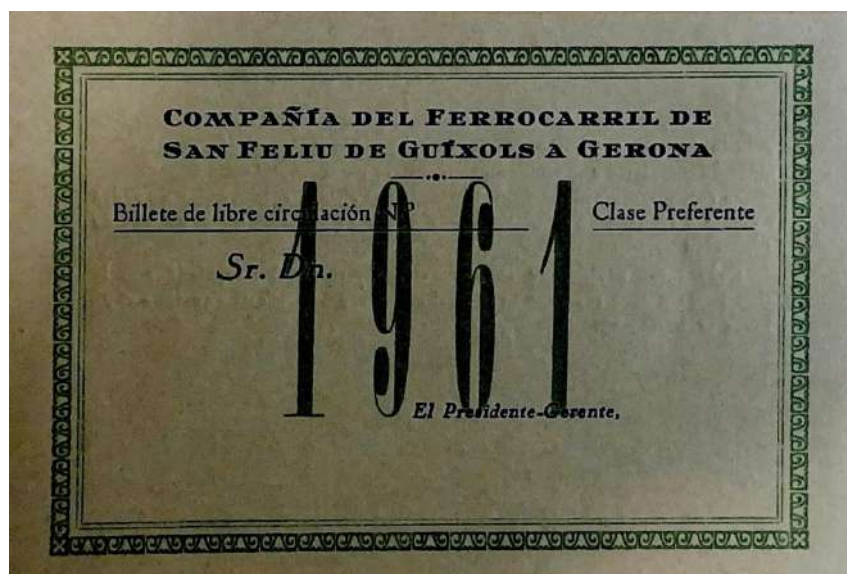 COMPAÑÍA DEL FERROCARRIL DE
SAN FELIU DE GUÍXOLS A GERONA
Billete de libre circulación Nº
Clase Preferente
Sr. Dn.
1961
El Presidente-Gerente,